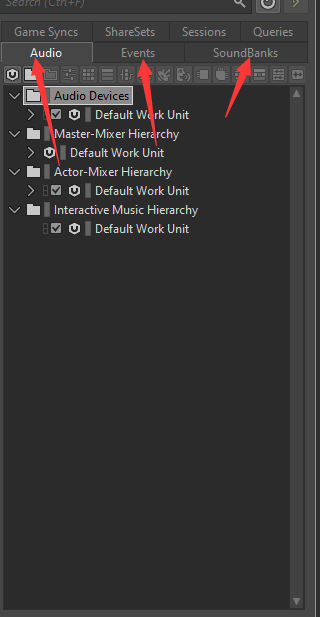 Search (Ctrl+F)
Game Syncs ShareSets Sessions Queries
Audio Events SoundBanks
Audio Devices
Default Work Unit
Master-Mixer Hierarchy
Default Work Unit
Actor-Mixer Hierarchy
Default Work Unit
Interactive Music Hierarchy
Default Work Unit